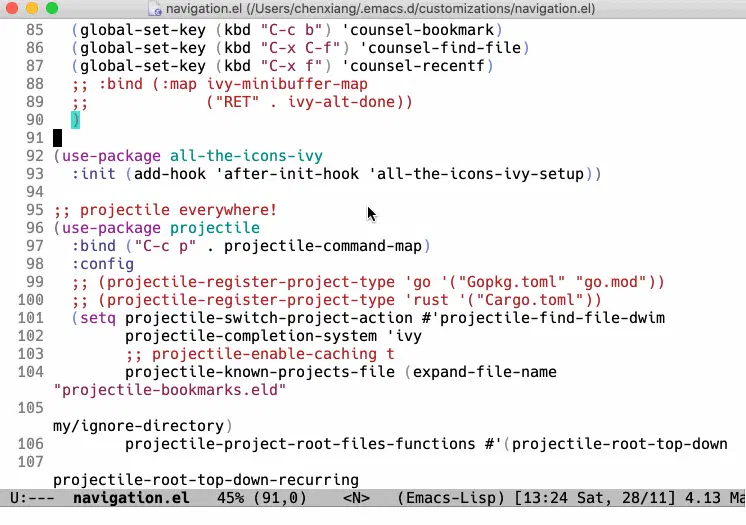 navigation.el (/Users/chenxiang/.emacs.d/customizations/navigation.el)
85 (global-set-key (kbd "C-c b") 'counsel-bookmark)
86 (global-set-key (kbd "C-x C-f") 'counsel-find-file)
87 (global-set-key (kbd "C-x f") 'counsel-recentf)
88 ;; :bind (:map ivy-minibuffer-map
89 ;; ("RET" . ivy-alt-done))
90 )
91
92 (use-package all-the-icons-ivy
93 :init (add-hook 'after-init-hook 'all-the-icons-ivy-setup))
94
95 ;; projectile everywhere!
96 (use-package projectile
97 :bind ("C-c p" . projectile-command-map)
98 :config
99 ;; (projectile-register-project-type 'go '("Gopkg.toml" "go.mod"))
100 ;; (projectile-register-project-type 'rust '("Cargo.toml"))
101 (setq projectile-switch-project-action #'projectile-find-file-dwim
102 projectile-completion-system 'ivy
103 ;; projectile-enable-caching t
104 projectile-known-projects-file (expand-file-name
"projectile-bookmarks.eld"
105
my/ignore-directory)
106 projectile-project-root-files-functions #'(projectile-root-top-down
107
projectile-root-top-down-recurring
U:--- navigation.el 45% (91,0) <N> (Emacs-Lisp) [13:24 Sat, 28/11] 4.13 Ma